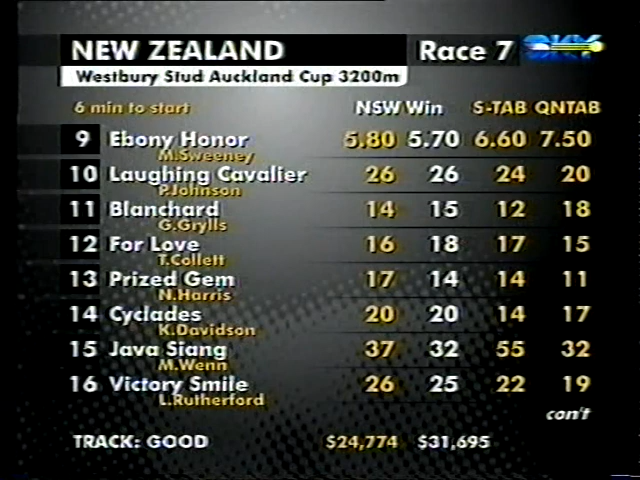 NEW ZEALAND Race 7 SKY
Westbury Stud Auckland Cup 3200m
6 min to start NSW Win S-TAB QNTAB
9 Ebony Honor 5.80 5.70 6.60 7.50
M.Sweeney
10 Laughing Cavalier 26 26 24 20
P.Johnson
11 Blanchard 14 15 12 18
G.Grylls
12 For Love 16 18 17 15
T.Collett
13 Prized Gem 17 14 14 11
N.Harris
14 Cyclades 20 20 14 17
K.Davidson
15 Java Siang 37 32 55 32
M.Wenn
16 Victory Smile 26 25 22 19
L.Rutherford
con't
TRACK: GOOD $24,774 $31,695